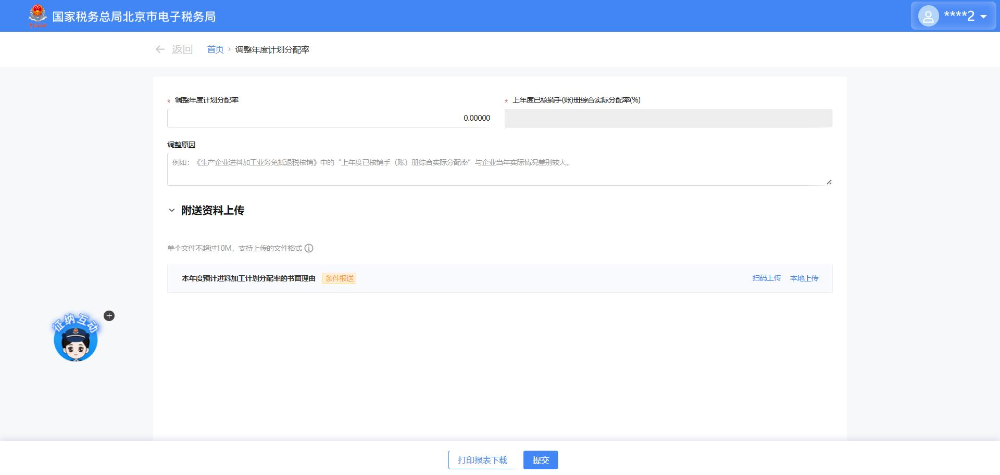 国家税务总局北京市电子税务局
****2
返回 首页 > 调整年度计划分配率
* 调整年度计划分配率
* 上年度已核销手(账)册综合实际分配率(%)
0.00000
调整原因
例如：《生产企业进料加工业务免抵退税核销》中的“上年度已核销手（账）册综合实际分配率”与企业当年实际情况差别较大。
附送资料上传
单个文件不超过10M，支持上传的文件格式
本年度预计进料加工计划分配率的书面理由 条件报送 扫码上传 本地上传
征纳互动
打印报表下载 提交